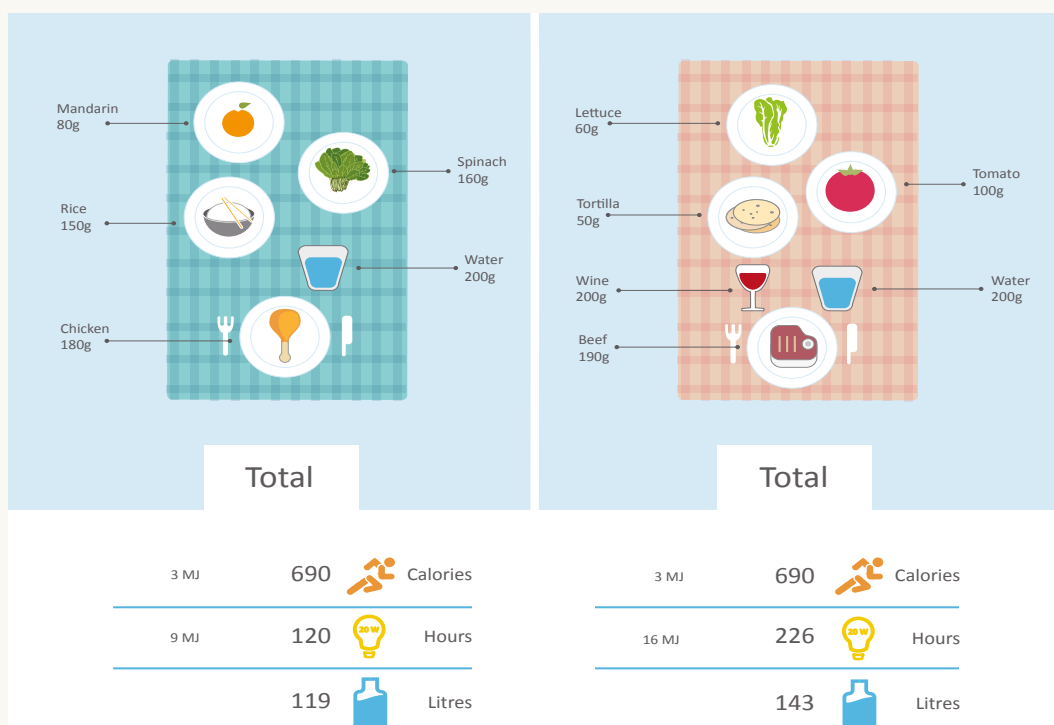 Mandarin
80g
Spinach
160g
Rice
150g
Water
200g
Chicken
180g
Total
3 MJ 690 Calories
9 MJ 120 20 W Hours
119 Litres
Lettuce
60g
Tomato
100g
Tortilla
50g
Wine
200g
Water
200g
Beef
190g
Total
3 MJ 690 Calories
16 MJ 226 20 W Hours
143 Litres